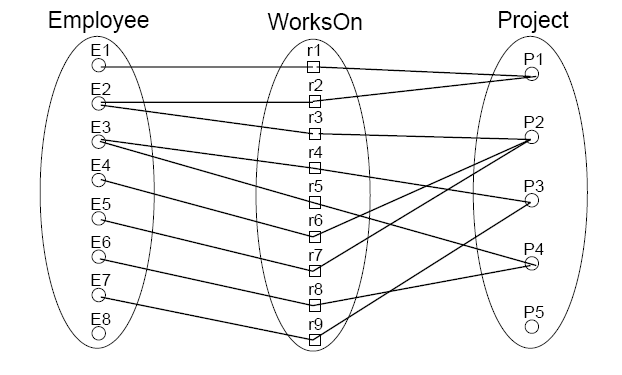 Employee WorksOn Project
E1
E2
E3
E4
E5
E6
E7
E8
r1
r2
r3
r4
r5
r6
r7
r8
r9
P1
P2
P3
P4
P5